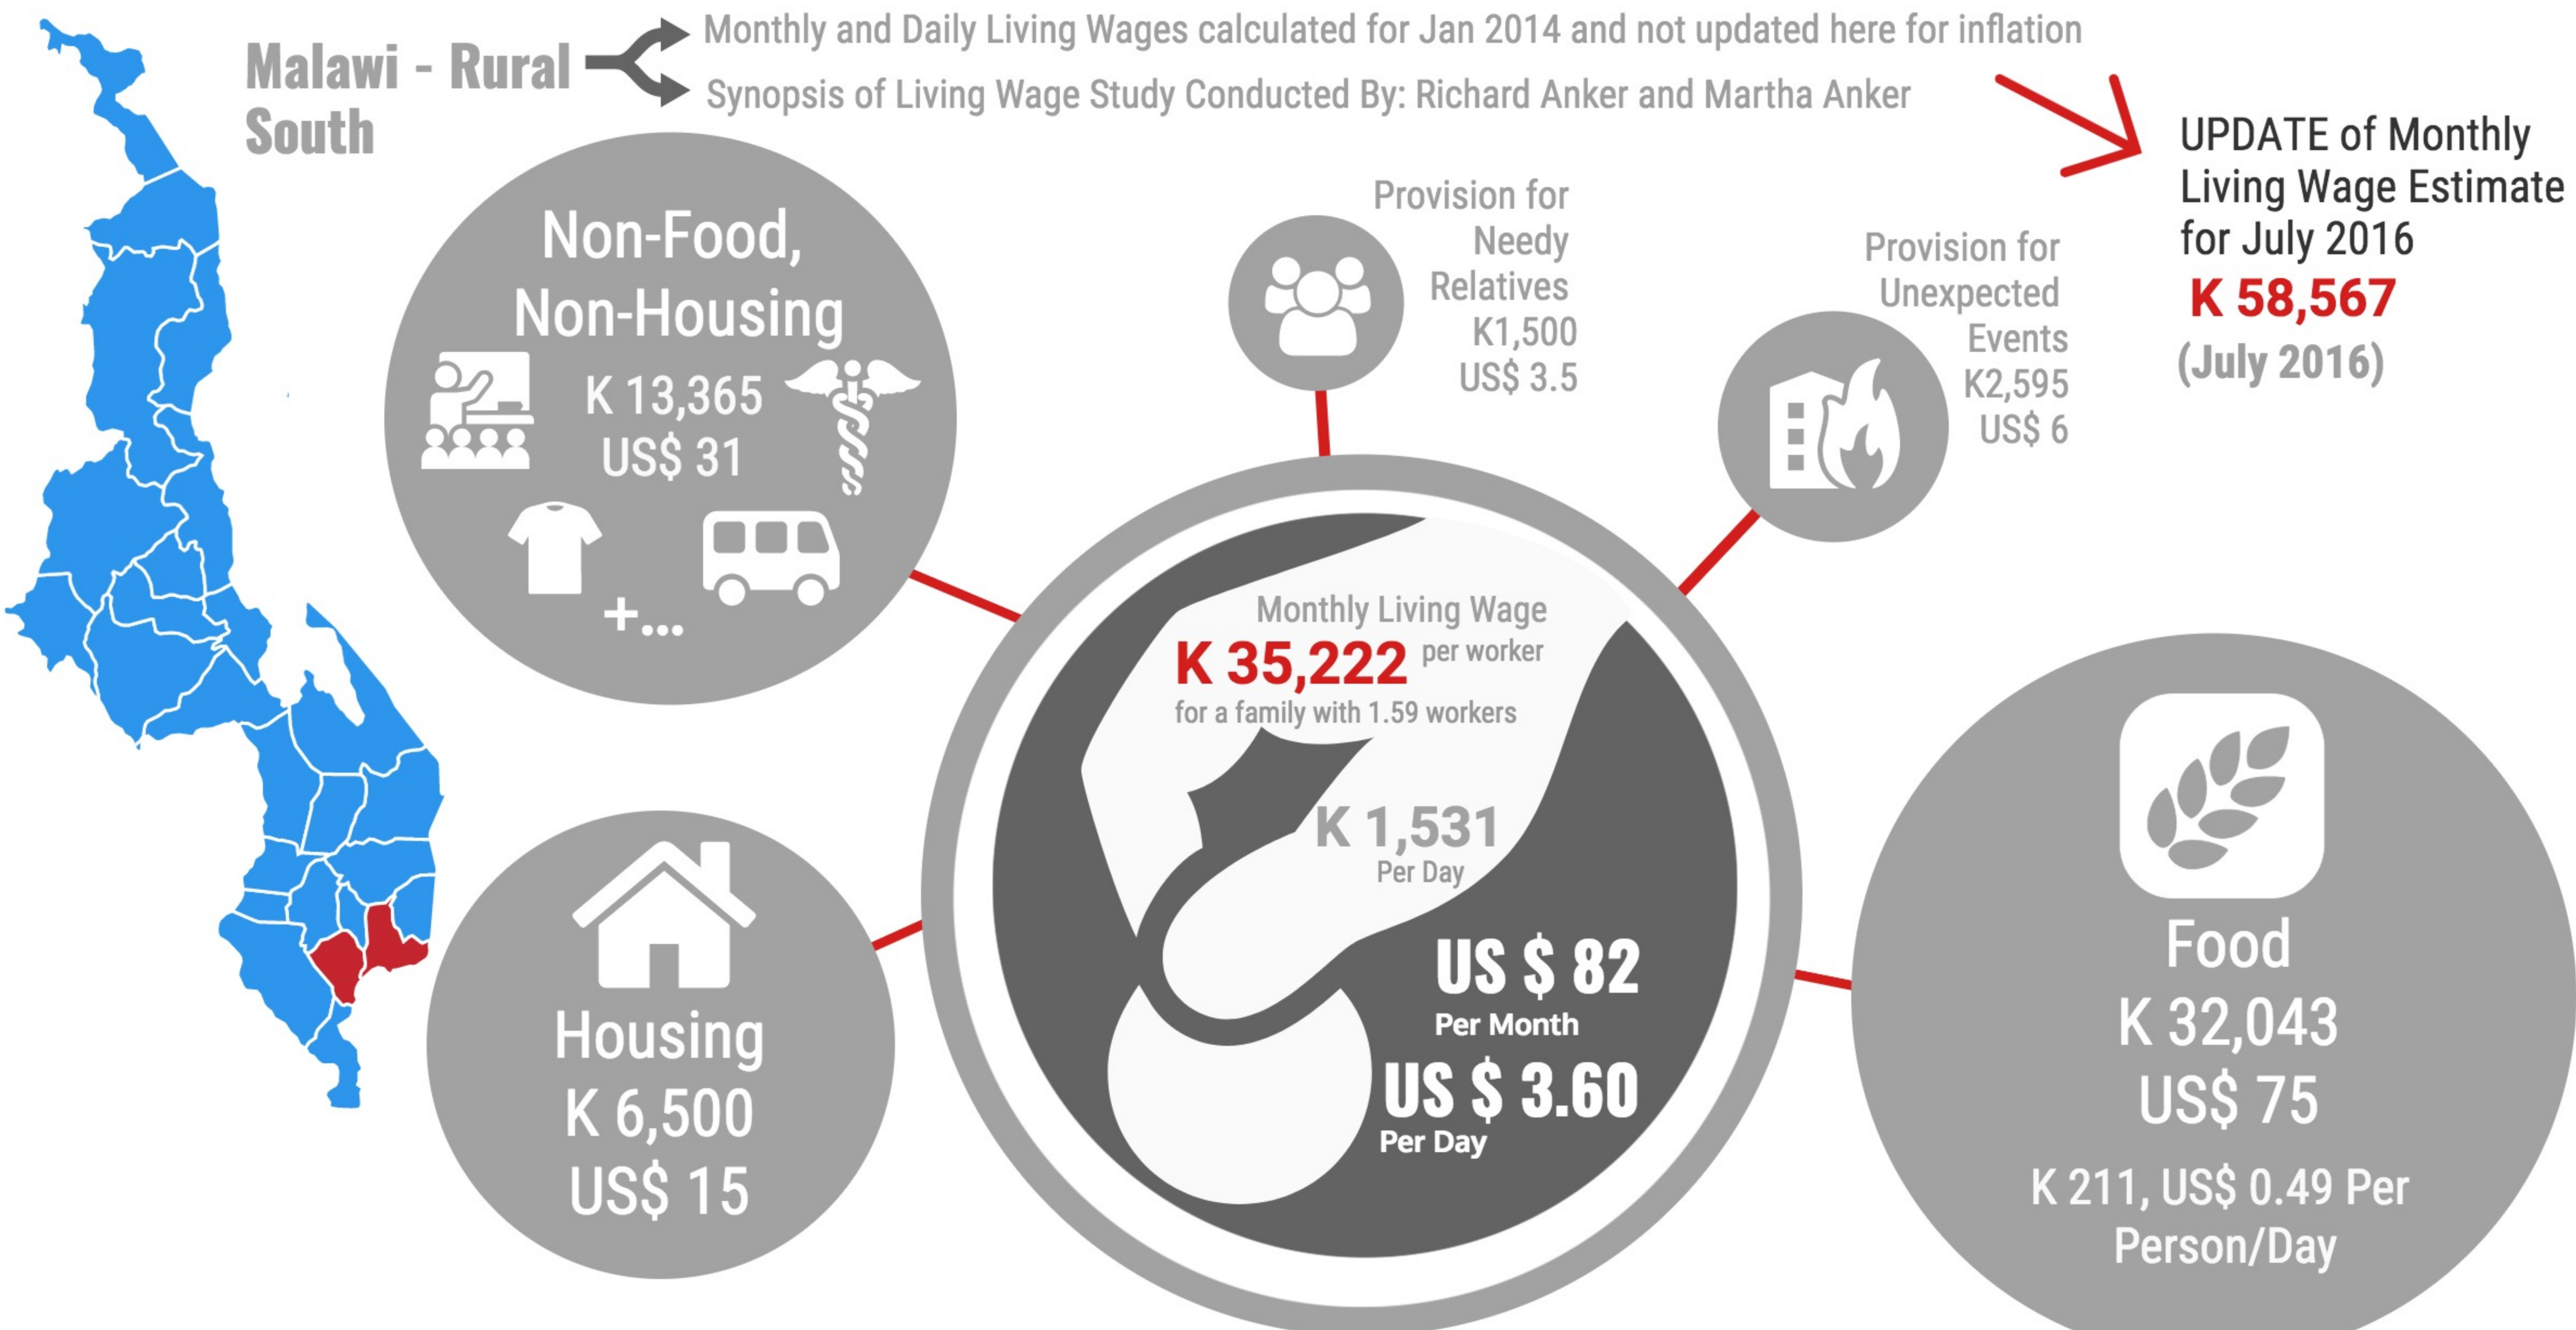 Malawi - Rural
South
Monthly and Daily Living Wages calculated for Jan 2014 and not updated here for inflation
Synopsis of Living Wage Study Conducted By: Richard Anker and Martha Anker
UPDATE of Monthly
Living Wage Estimate
for July 2016
K 58,567
(July 2016)
Non-Food,
Non-Housing
K 13,365
US$ 31
+...
Provision for
Needy
Relatives
K1,500
US$ 3.5
Provision for
Unexpected
Events
K2,595
US$ 6
Monthly Living Wage
K 35,222 per worker
for a family with 1.59 workers
K 1,531
Per Day
US $ 82
Per Month
US $ 3.60
Per Day
Housing
K 6,500
US$ 15
Food
K 32,043
US$ 75
K 211, US$ 0.49 Per
Person/Day